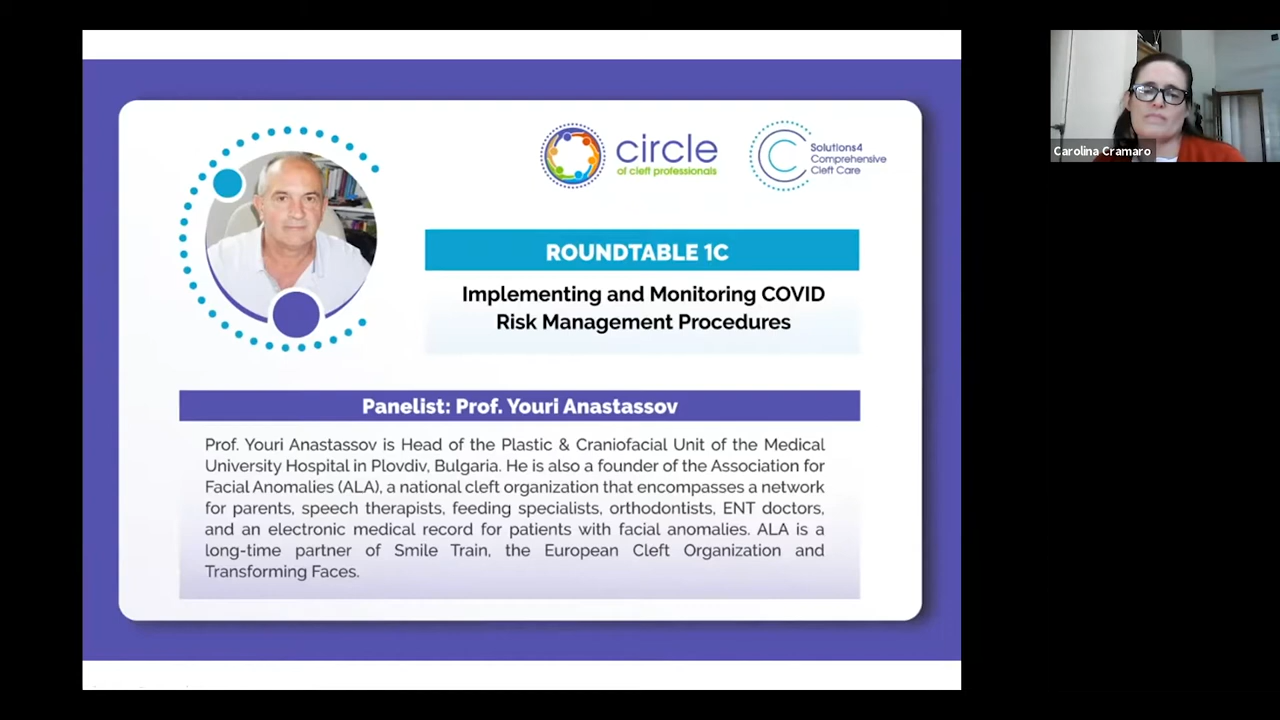 circle
of cleft professionals
Solutions4
Comprehensive
Cleft Care
ROUNDTABLE 1C
Implementing and Monitoring COVID
Risk Management Procedures
Panelist: Prof. Youri Anastassov
Prof. Youri Anastassov is Head of the Plastic & Craniofacial Unit of the Medical
University Hospital in Plovdiv, Bulgaria. He is also a founder of the Association for
Facial Anomalies (ALA), a national cleft organization that encompasses a network
for parents, speech therapists, feeding specialists, orthodontists, ENT doctors,
and an electronic medical record for patients with facial anomalies. ALA is a
long-time partner of Smile Train, the European Cleft Organization and
Transforming Faces.
Carolina Cramaro